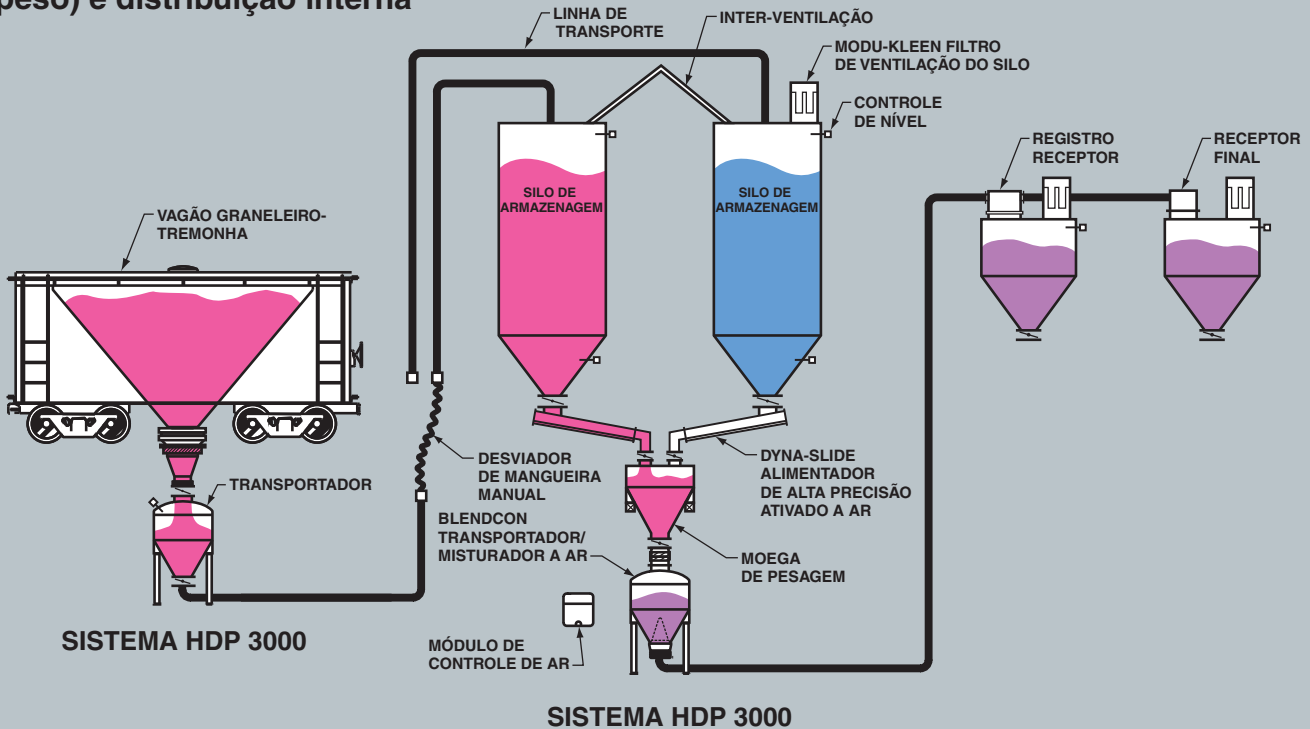 peso) e distribuição interna
LINHA DE
TRANSPORTE
INTER-VENTILAÇÃO
MODU-KLEEN FILTRO
DE VENTILAÇÃO DO SILO
CONTROLE
DE NÍVEL
REGISTRO
RECEPTOR
RECEPTOR
FINAL
SILO DE
ARMAZENAGEM
SILO DE
ARMAZENAGEM
VAGÃO GRANELEIRO-
TREMONHA
TRANSPORTADOR
DESVIADOR
DE MANGUEIRA
MANUAL
DYNA-SLIDE
ALIMENTADOR
DE ALTA PRECISÃO
ATIVADO A AR
BLENDCON
TRANSPORTADOR/
MISTURADOR A AR
MOEGA
DE PESAGEM
MÓDULO DE
CONTROLE DE AR
SISTEMA HDP 3000
SISTEMA HDP 3000